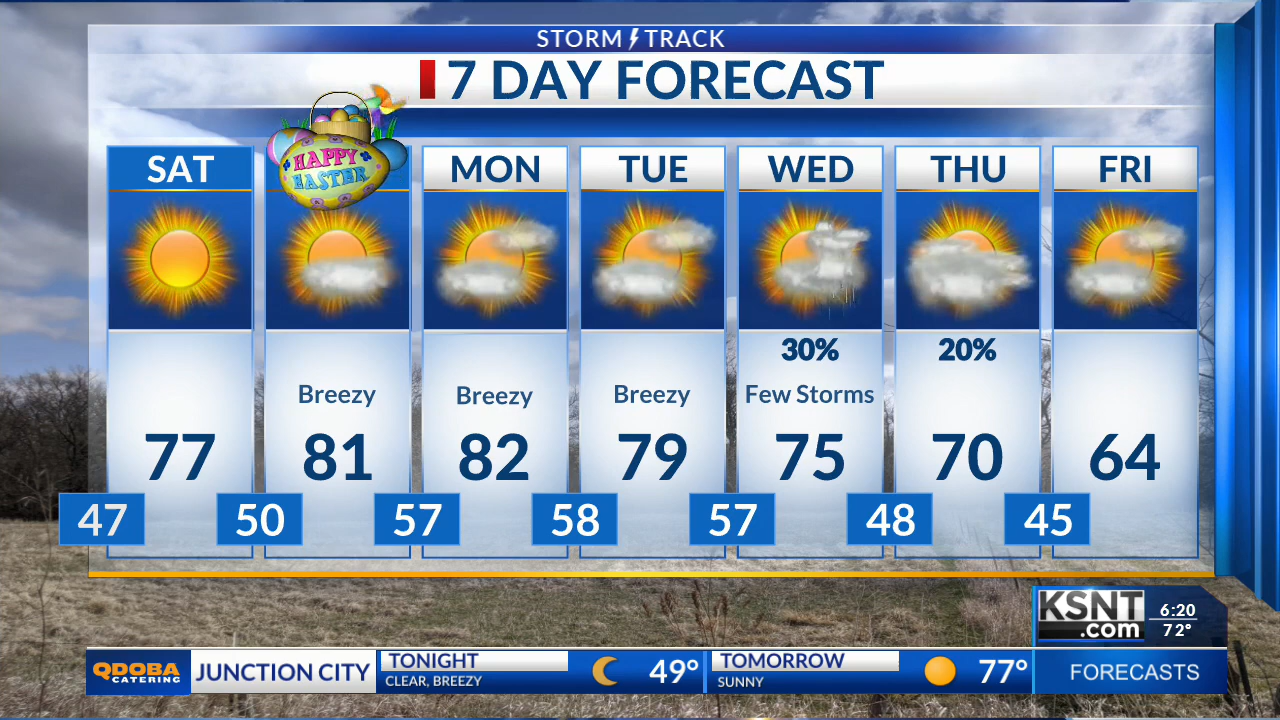 STORM TRACK
7 DAY FORECAST
SAT
HAPPY
EASTER
MON
TUE
WED
THU
FRI
30%
20%
Breezy
Breezy
Breezy
Few Storms
77
81
82
79
75
70
64
47
50
57
58
57
48
45
KSNT
.com
6:20
72°
QDOBA
CATERING
JUNCTION CITY
TONIGHT
CLEAR, BREEZY
49°
TOMORROW
SUNNY
77°
FORECASTS